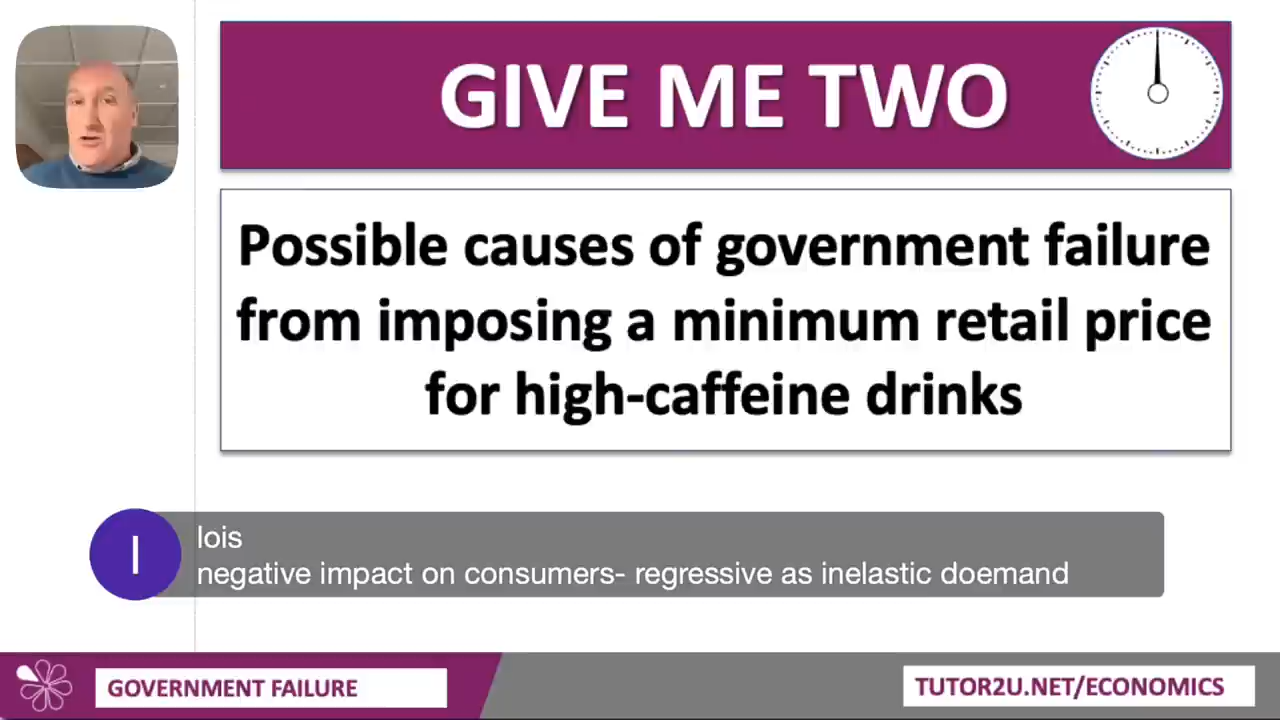 GIVE ME TWO
Possible causes of government failure
from imposing a minimum retail price
for high-caffeine drinks
l
lois
negative impact on consumers- regressive as inelastic doemand
GOVERNMENT FAILURE
TUTOR2U.NET/ECONOMICS